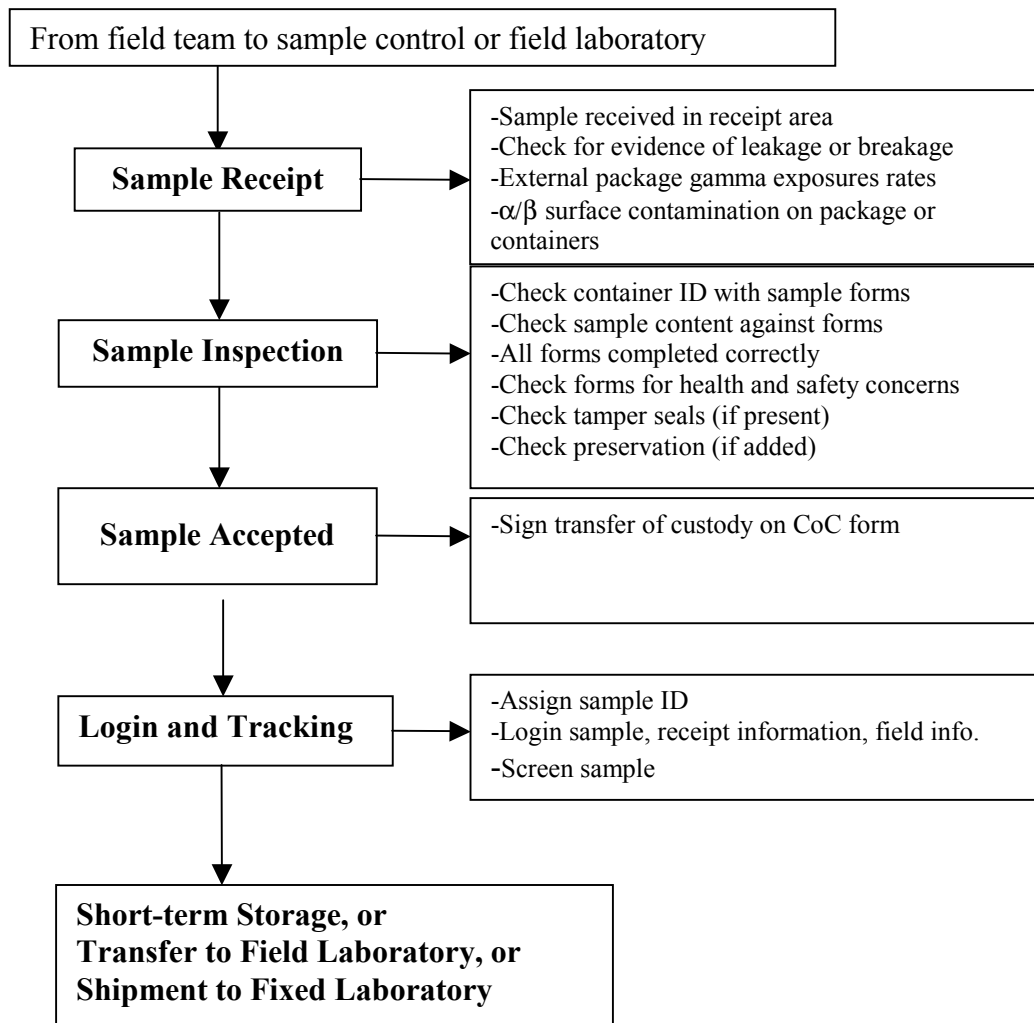 From field team to sample control or field laboratory
Sample Receipt
-Sample received in receipt area
-Check for evidence of leakage or breakage
-External package gamma exposures rates
-α/β surface contamination on package or
containers
Sample Inspection
-Check container ID with sample forms
-Check sample content against forms
-All forms completed correctly
-Check forms for health and safety concerns
-Check tamper seals (if present)
-Check preservation (if added)
Sample Accepted
-Sign transfer of custody on CoC form
Login and Tracking
-Assign sample ID
-Login sample, receipt information, field info.
-Screen sample
Short-term Storage, or
Transfer to Field Laboratory, or
Shipment to Fixed Laboratory